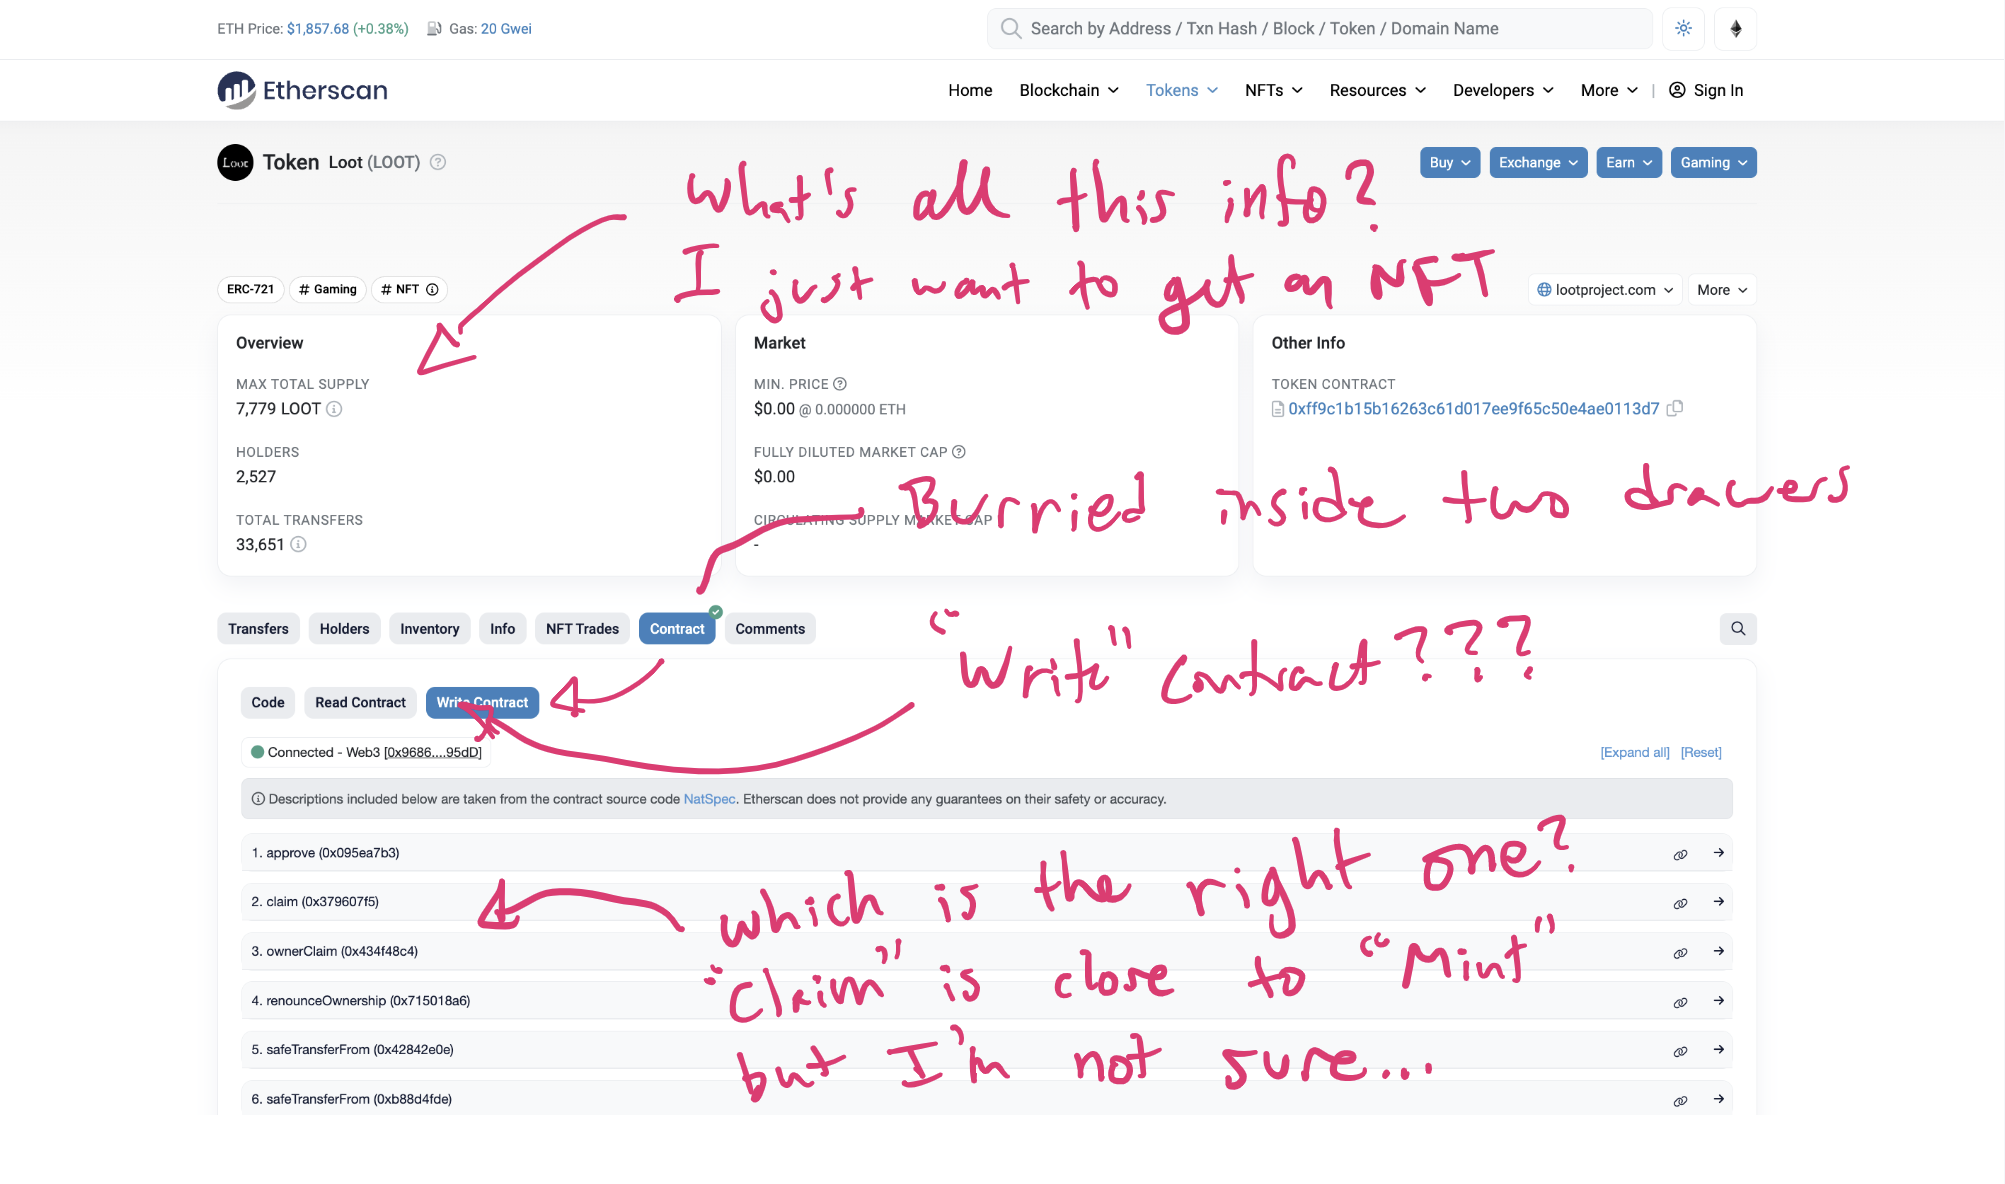 ETH Price: $1,857.68 (+0.38%) Gas: 20 Gwei
Search by Address / Txn Hash / Block / Token / Domain Name
Etherscan
Home Blockchain Tokens NFTs Resources Developers More | Sign In
Loot Token Loot (LOOT)
Buy Exchange Earn Gaming
What's all this info?
I just want to get an NFT
ERC-721 # Gaming # NFT
lootproject.com More
Overview
MAX TOTAL SUPPLY
7,779 LOOT
HOLDERS
2,527
TOTAL TRANSFERS
33,651
Market
MIN. PRICE
$0.00 @ 0.000000 ETH
FULLY DILUTED MARKET CAP
$0.00
CIRCULATING SUPPLY MARKET CAP
-
Other Info
TOKEN CONTRACT
0xff9c1b15b16263c61d017ee9f65c50e4ae0113d7
Burried inside two drawers
Transfers Holders Inventory Info NFT Trades Contract Comments
"Write" Contract???
Code Read Contract Write Contract
Connected - Web3 [0x9686....95dD]
[Expand all] [Reset]
Descriptions included below are taken from the contract source code NatSpec. Etherscan does not provide any guarantees on their safety or accuracy.
1. approve (0x095ea7b3)
2. claim (0x379607f5)
3. ownerClaim (0x434f48c4)
4. renounceOwnership (0x715018a6)
5. safeTransferFrom (0x42842e0e)
6. safeTransferFrom (0xb88d4fde)
which is the right one?
"Claim" is close to "Mint"
but I'm not sure...